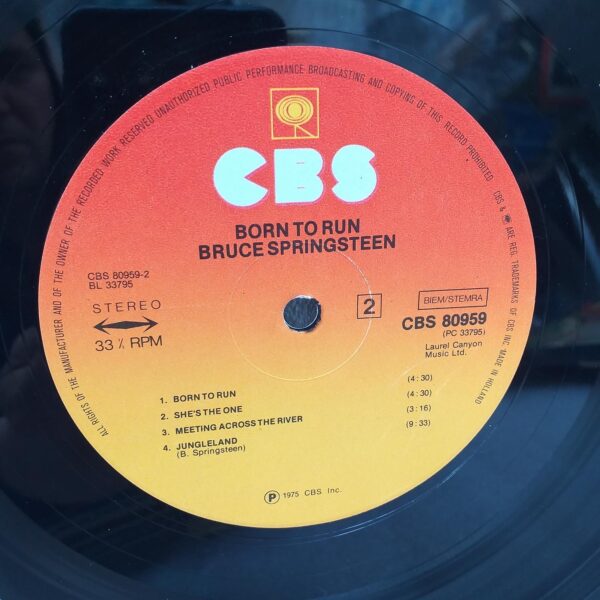 ALL RIGHTS OF THE MANUFACTURER AND OF THE OWNER OF THE RECORDED WORK RESERVED UNAUTHORIZED PUBLIC PERFORMANCE BROADCASTING AND COPYING OF THIS RECORD PROHIBITED
CBS & ARE REG. TRADEMARKS OF CBS INC. MADE IN HOLLAND
CBS
BORN TO RUN
BRUCE SPRINGSTEEN
CBS 80959-2
BL 33795
STEREO
33⅓ RPM
2
BIEM/STEMRA
CBS 80959
(PC 33795)
Laurel Canyon
Music Ltd.
1. BORN TO RUN (4:30)
2. SHE'S THE ONE (4:30)
3. MEETING ACROSS THE RIVER (3:16)
4. JUNGLELAND (9:33)
(B. Springsteen)
Ⓟ 1975 CBS Inc.